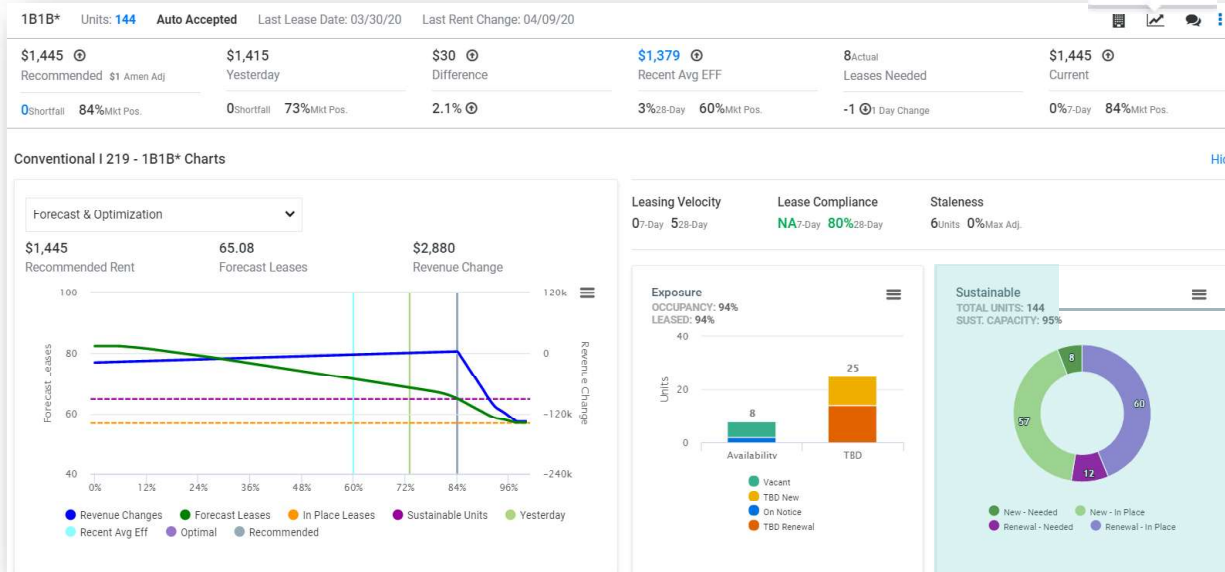 1B1B* Units: 144 Auto Accepted Last Lease Date: 03/30/20 Last Rent Change: 04/09/20
$1,445 $1,415 $30 $1,379 8Actual $1,445
Recommended $1 Amen Adj Yesterday Difference Recent Avg EFF Leases Needed Current
0Shortfall 84%Mkt Pos. 0Shortfall 73%Mkt Pos. 2.1% 3%28-Day 60%Mkt Pos. -1 1 Day Change 0%7-Day 84%Mkt Pos.
Conventional I 219 - 1B1B* Charts Hid
Forecast & Optimization
$1,445 65.08 $2,880
Recommended Rent Forecast Leases Revenue Change
100 120k
80 0
60 -120k
40 -240k
Forecast Leases
Revenue Change
0% 12% 24% 36% 48% 60% 72% 84% 96%
Revenue Changes Forecast Leases In Place Leases Sustainable Units Yesterday
Recent Avg Eff Optimal Recommended
Leasing Velocity Lease Compliance Staleness
07-Day 528-Day NA7-Day 80%28-Day 6Units 0%Max Adj.
Exposure
OCCUPANCY: 94%
LEASED: 94%
40
20
0
Units
8
25
Availability TBD
Vacant
TBD New
On Notice
TBD Renewal
Sustainable
TOTAL UNITS: 144
SUST. CAPACITY: 95%
8
60
57
12
New - Needed New - In Place
Renewal - Needed Renewal - In Place